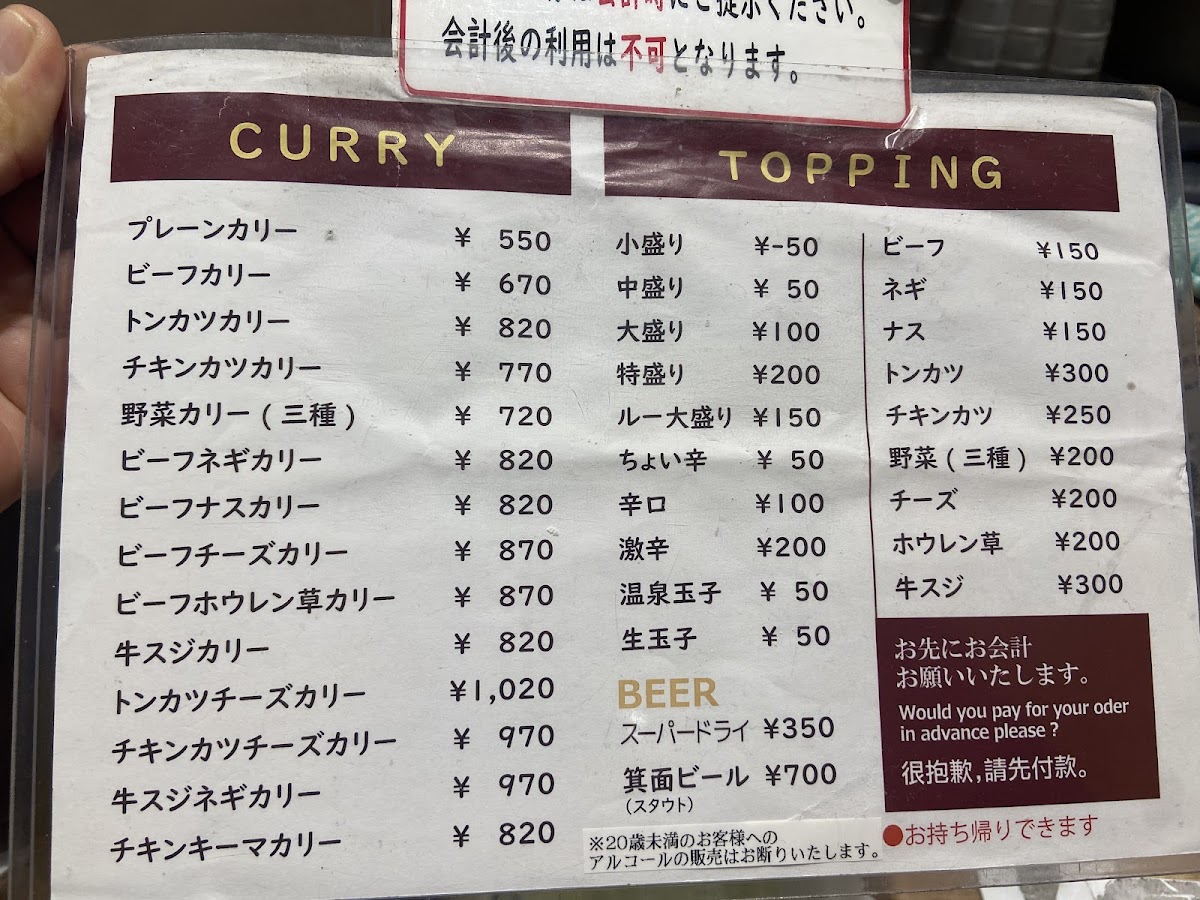 にご提示ください。
会計後の利用は不可となります。
CURRY
プレーンカリー ¥ 550
ビーフカリー ¥ 670
トンカツカリー ¥ 820
チキンカツカリー ¥ 770
野菜カリー(三種) ¥ 720
ビーフネギカリー ¥ 820
ビーフナスカリー ¥ 820
ビーフチーズカリー ¥ 870
ビーフホウレン草カリー ¥ 870
牛スジカリー ¥ 820
トンカツチーズカリー ¥1,020
チキンカツチーズカリー ¥ 970
牛スジネギカリー ¥ 970
チキンキーマカリー ¥ 820
TOPPING
小盛り ¥-50
中盛り ¥ 50
大盛り ¥100
特盛り ¥200
ルー大盛り ¥150
ちょい辛 ¥ 50
辛口 ¥100
激辛 ¥200
温泉玉子 ¥ 50
生玉子 ¥ 50
BEER
スーパードライ ¥350
箕面ビール ¥700
(スタウト)
※20歳未満のお客様への
アルコールの販売はお断りいたします。
ビーフ ¥150
ネギ ¥150
ナス ¥150
トンカツ ¥300
チキンカツ ¥250
野菜(三種) ¥200
チーズ ¥200
ホウレン草 ¥200
牛スジ ¥300
お先にお会計
お願いいたします。
Would you pay for your oder
in advance please ?
很抱歉,請先付款。
●お持ち帰りできます